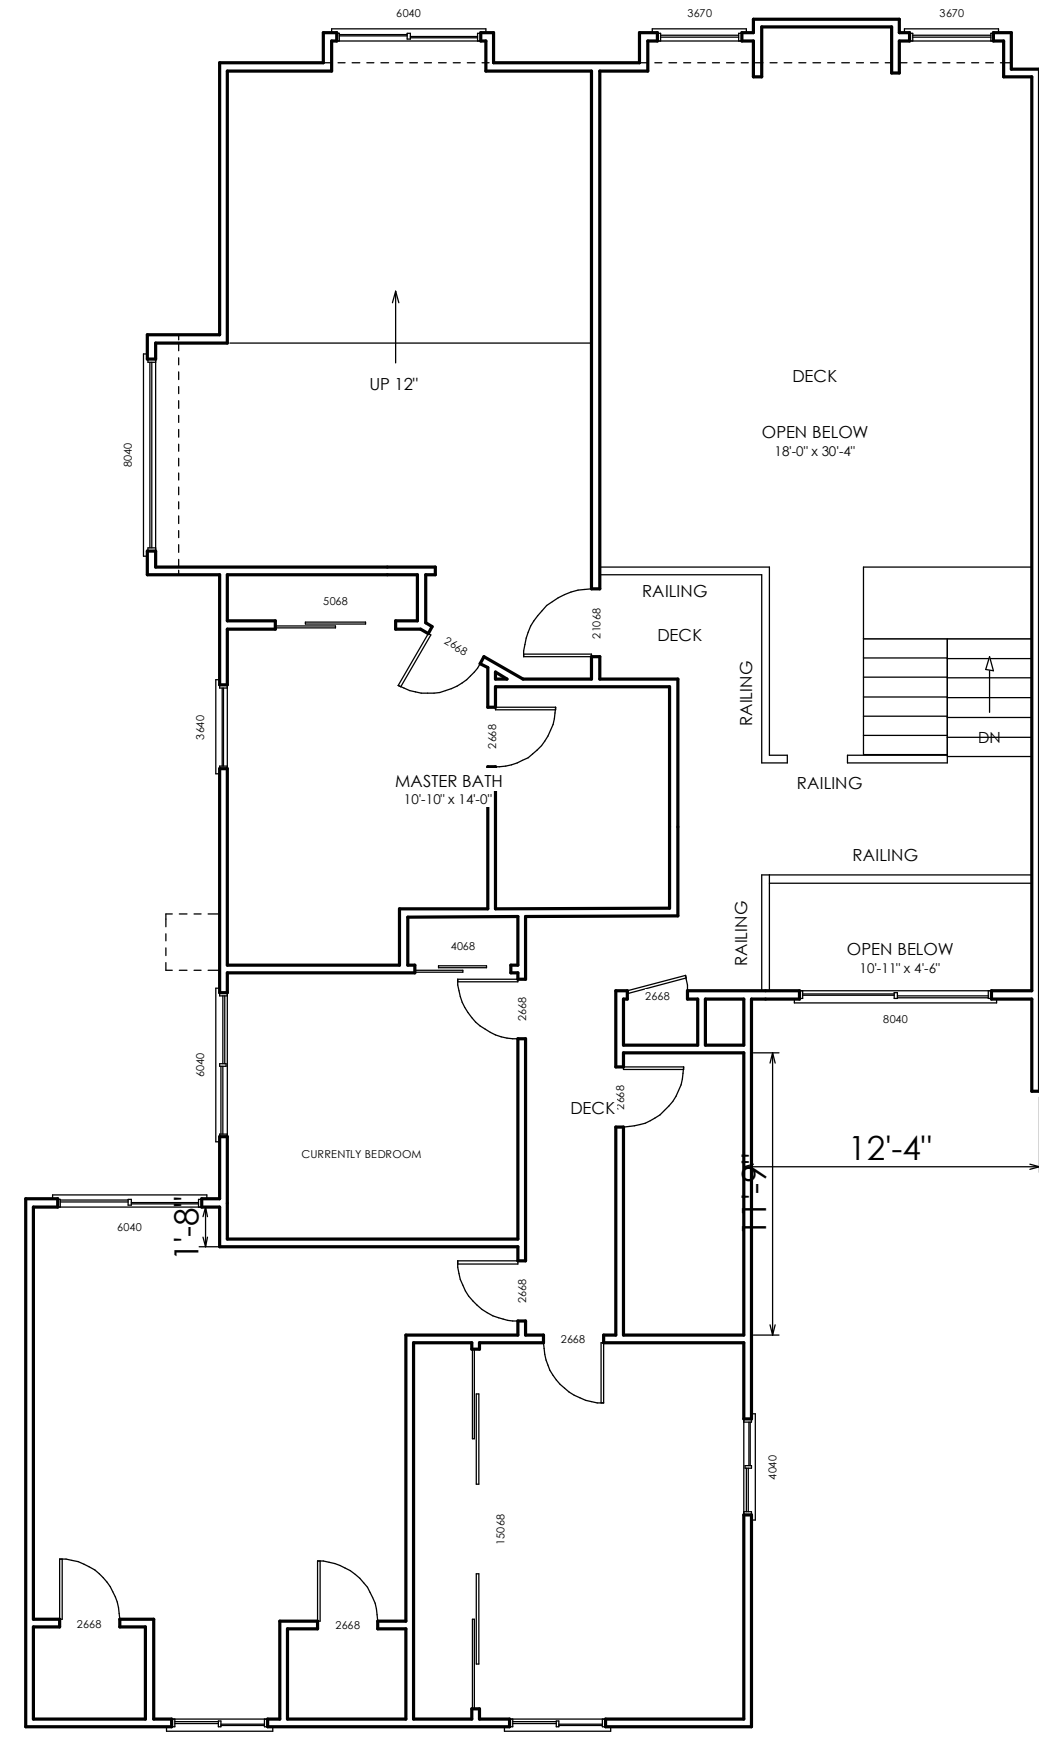 6040
3670
3670
DECK
UP 12"
OPEN BELOW
18'-0" x 30'-4"
8040
RAILING
5068
21068
DECK
2668
RAILING
3640
2668
DN
MASTER BATH
10'-10" x 14'-0"
RAILING
RAILING
RAILING
4068
OPEN BELOW
10'-11" x 4'-6"
2668
2668
8040
6040
DECK
2668
12'-4"
CURRENTLY BEDROOM
11'-9"
1'-8"
6040
2668
2668
4040
15068
2668
2668